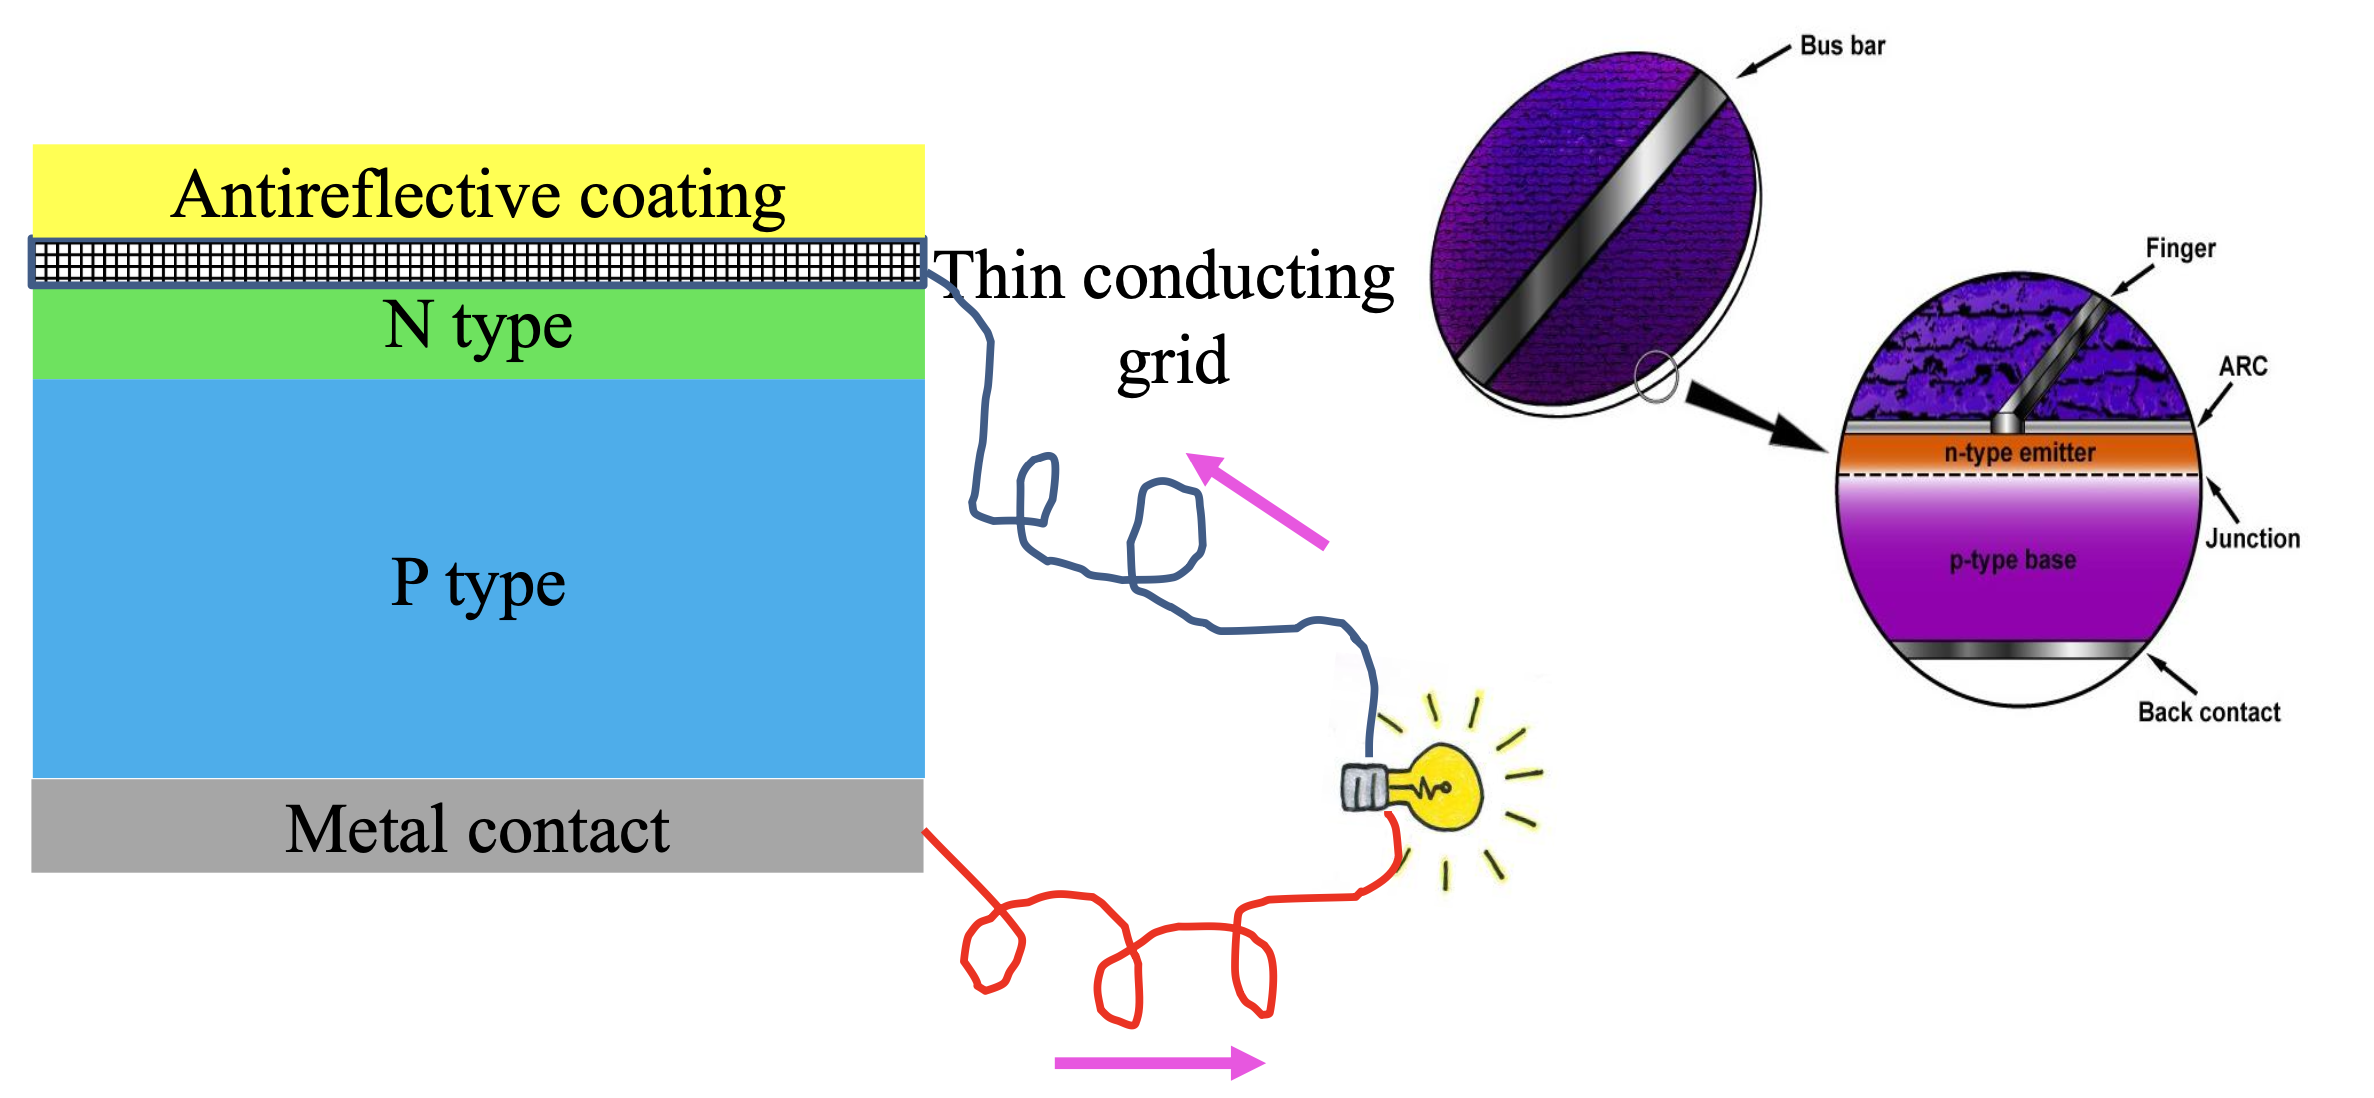 Antireflective coating
Thin conducting
grid
N type
P type
Metal contact
Bus bar
Finger
ARC
n-type emitter
Junction
p-type base
Back contact